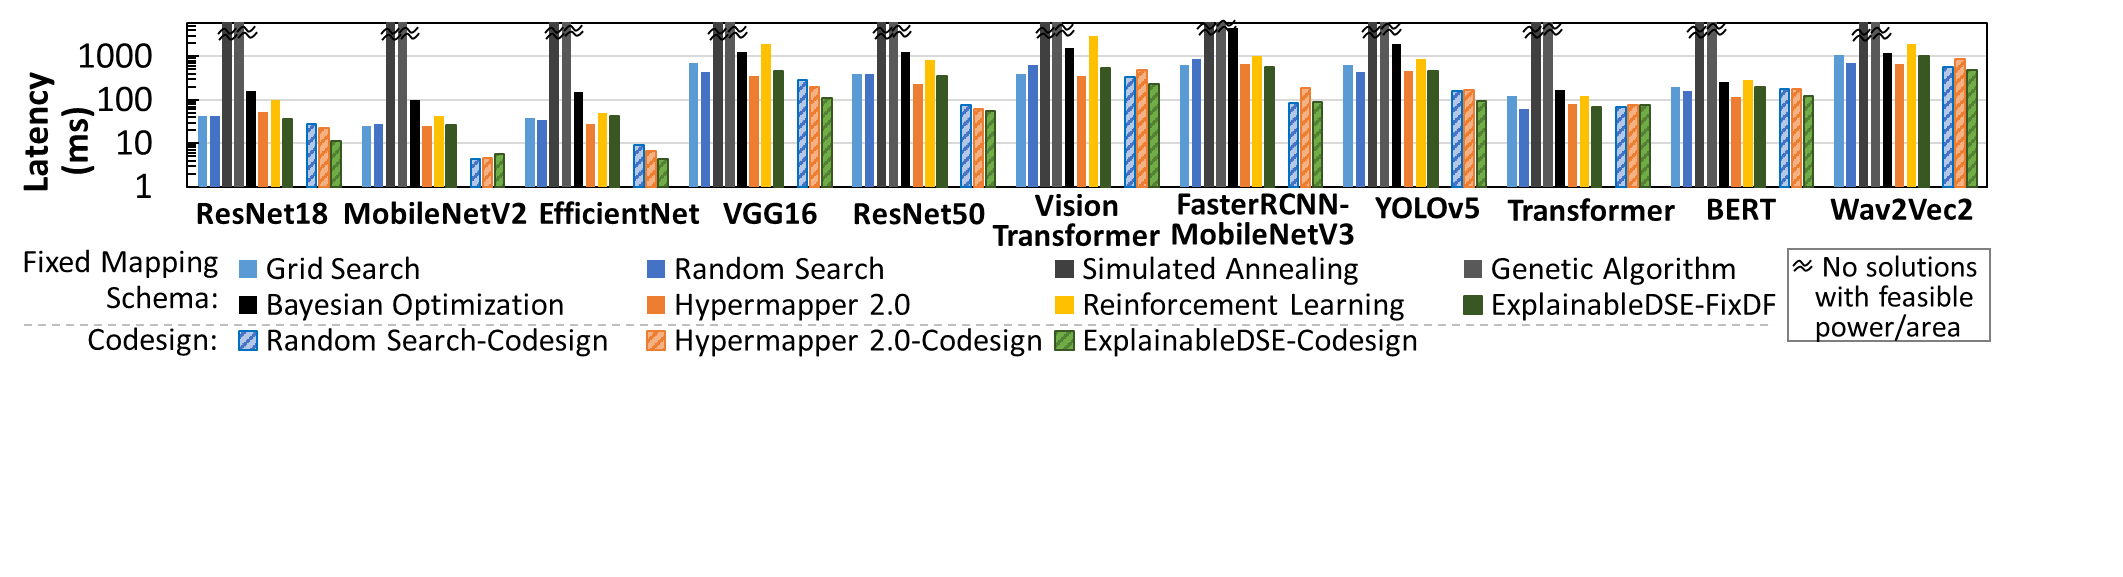 Latency
(ms)
1000
100
10
1
ResNet18 MobileNetV2 EfficientNet VGG16 ResNet50 Vision Transformer FasterRCNN-MobileNetV3 YOLOv5 Transformer BERT Wav2Vec2
Fixed Mapping Schema:
Grid Search Random Search Simulated Annealing Genetic Algorithm
Bayesian Optimization Hypermapper 2.0 Reinforcement Learning ExplainableDSE-FixDF
Codesign: Random Search-Codesign Hypermapper 2.0-Codesign ExplainableDSE-Codesign
≈ No solutions
with feasible
power/area